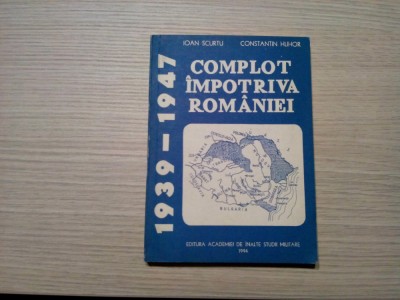 IOAN SCURTU CONSTANTIN HLIHOR
COMPLOT
ÎMPOTRIVA
ROMÂNIEI
1939-1947
BULGARIA
EDITURA ACADEMIEI DE ÎNALTE STUDII MILITARE
1994